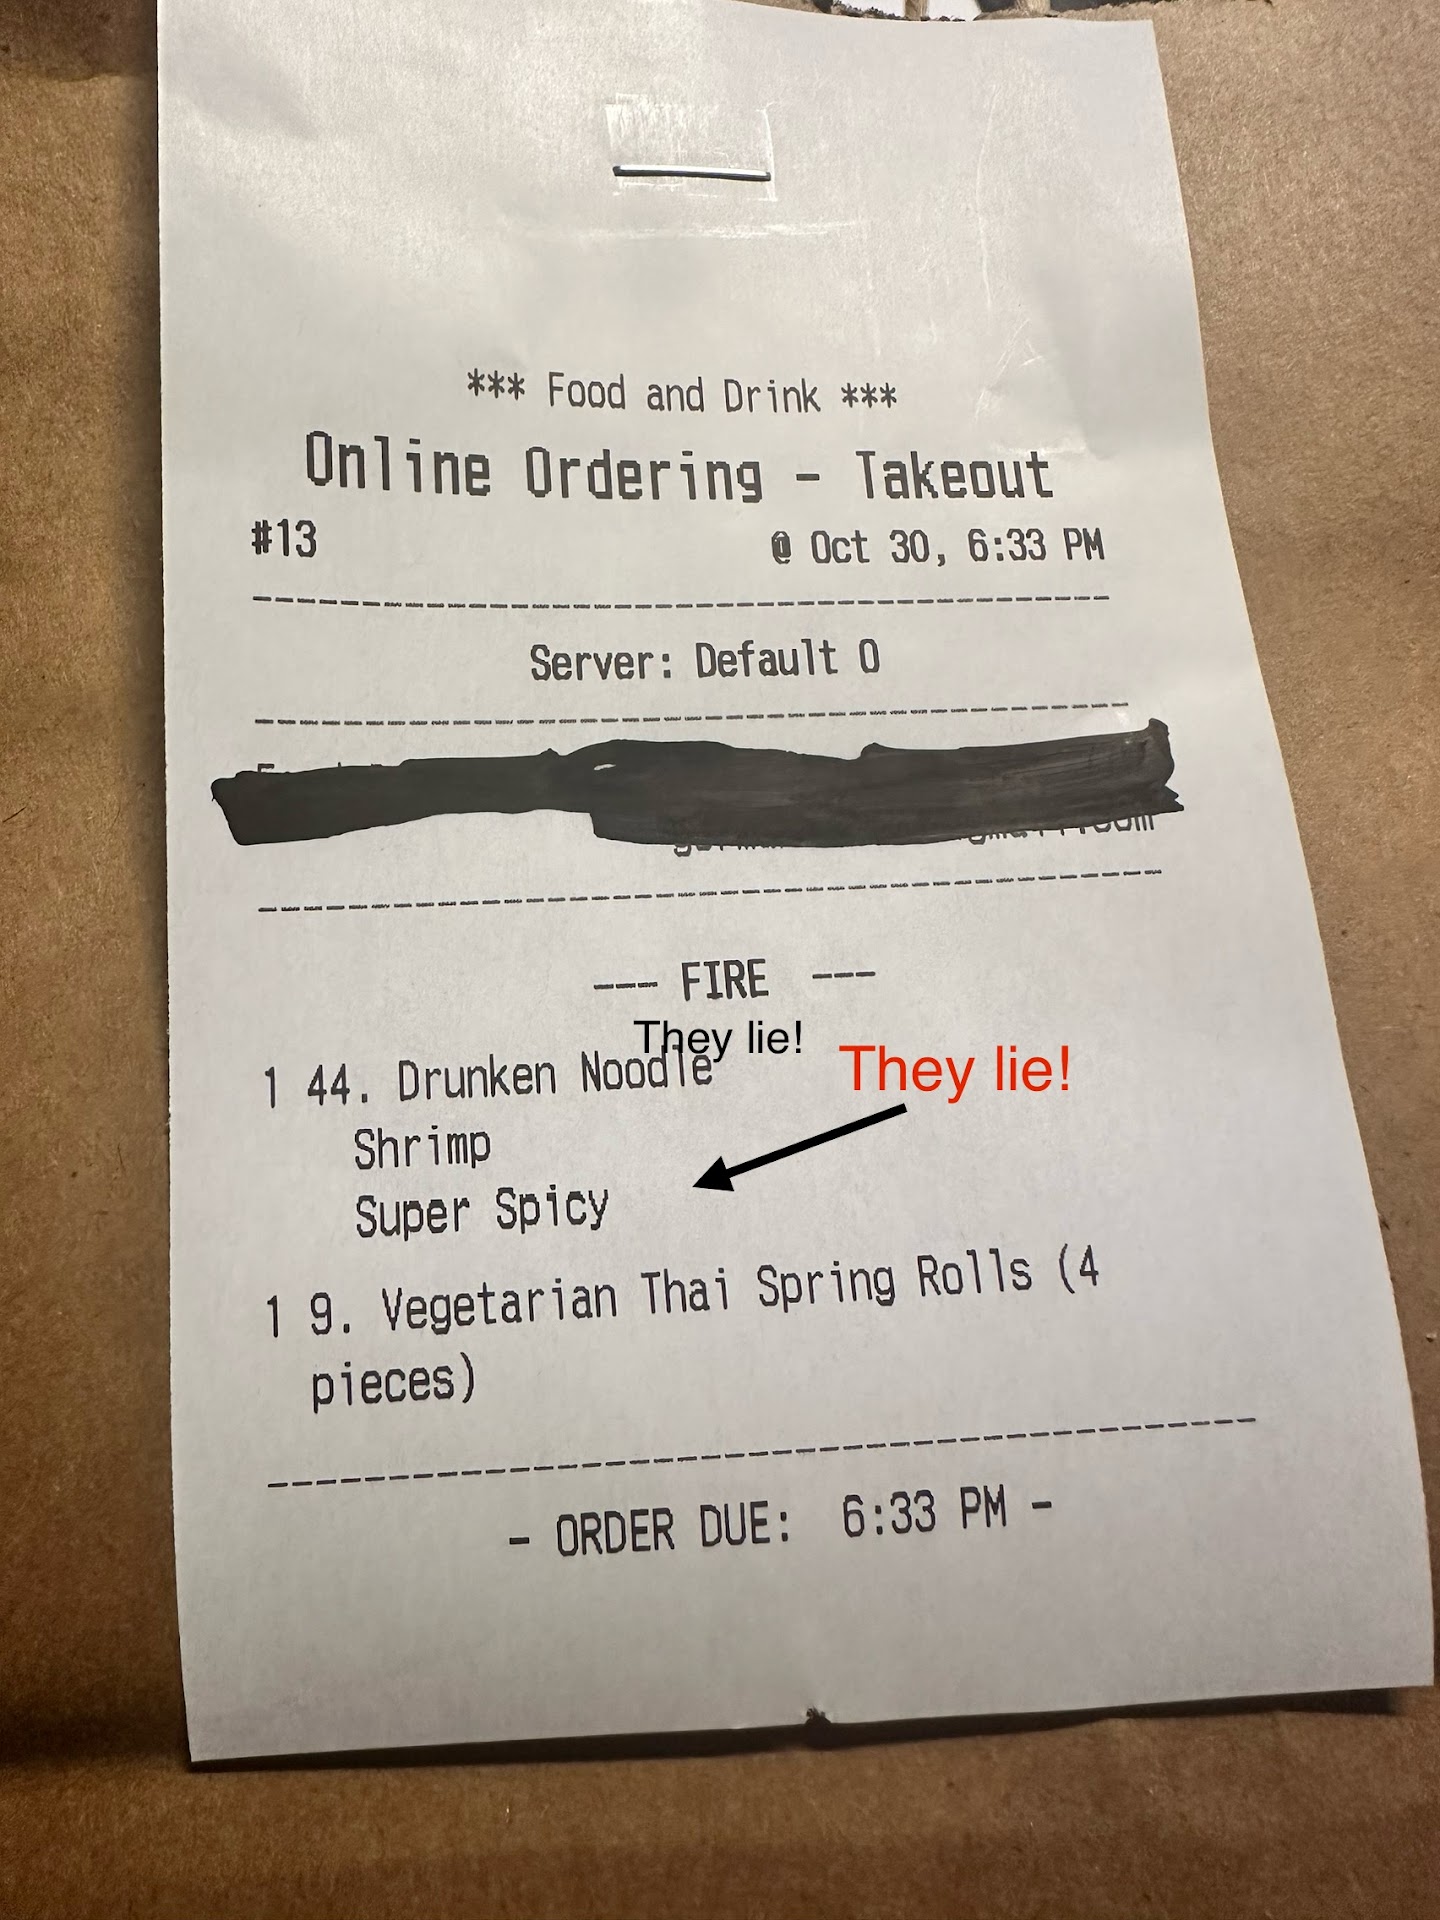 *** Food and Drink ***
Online Ordering - Takeout
#13 @ Oct 30, 6:33 PM
Server: Default O
--- FIRE ---
They lie!
They lie!
1 44. Drunken Noodle
Shrimp
Super Spicy
1 9. Vegetarian Thai Spring Rolls (4
pieces)
- ORDER DUE: 6:33 PM -